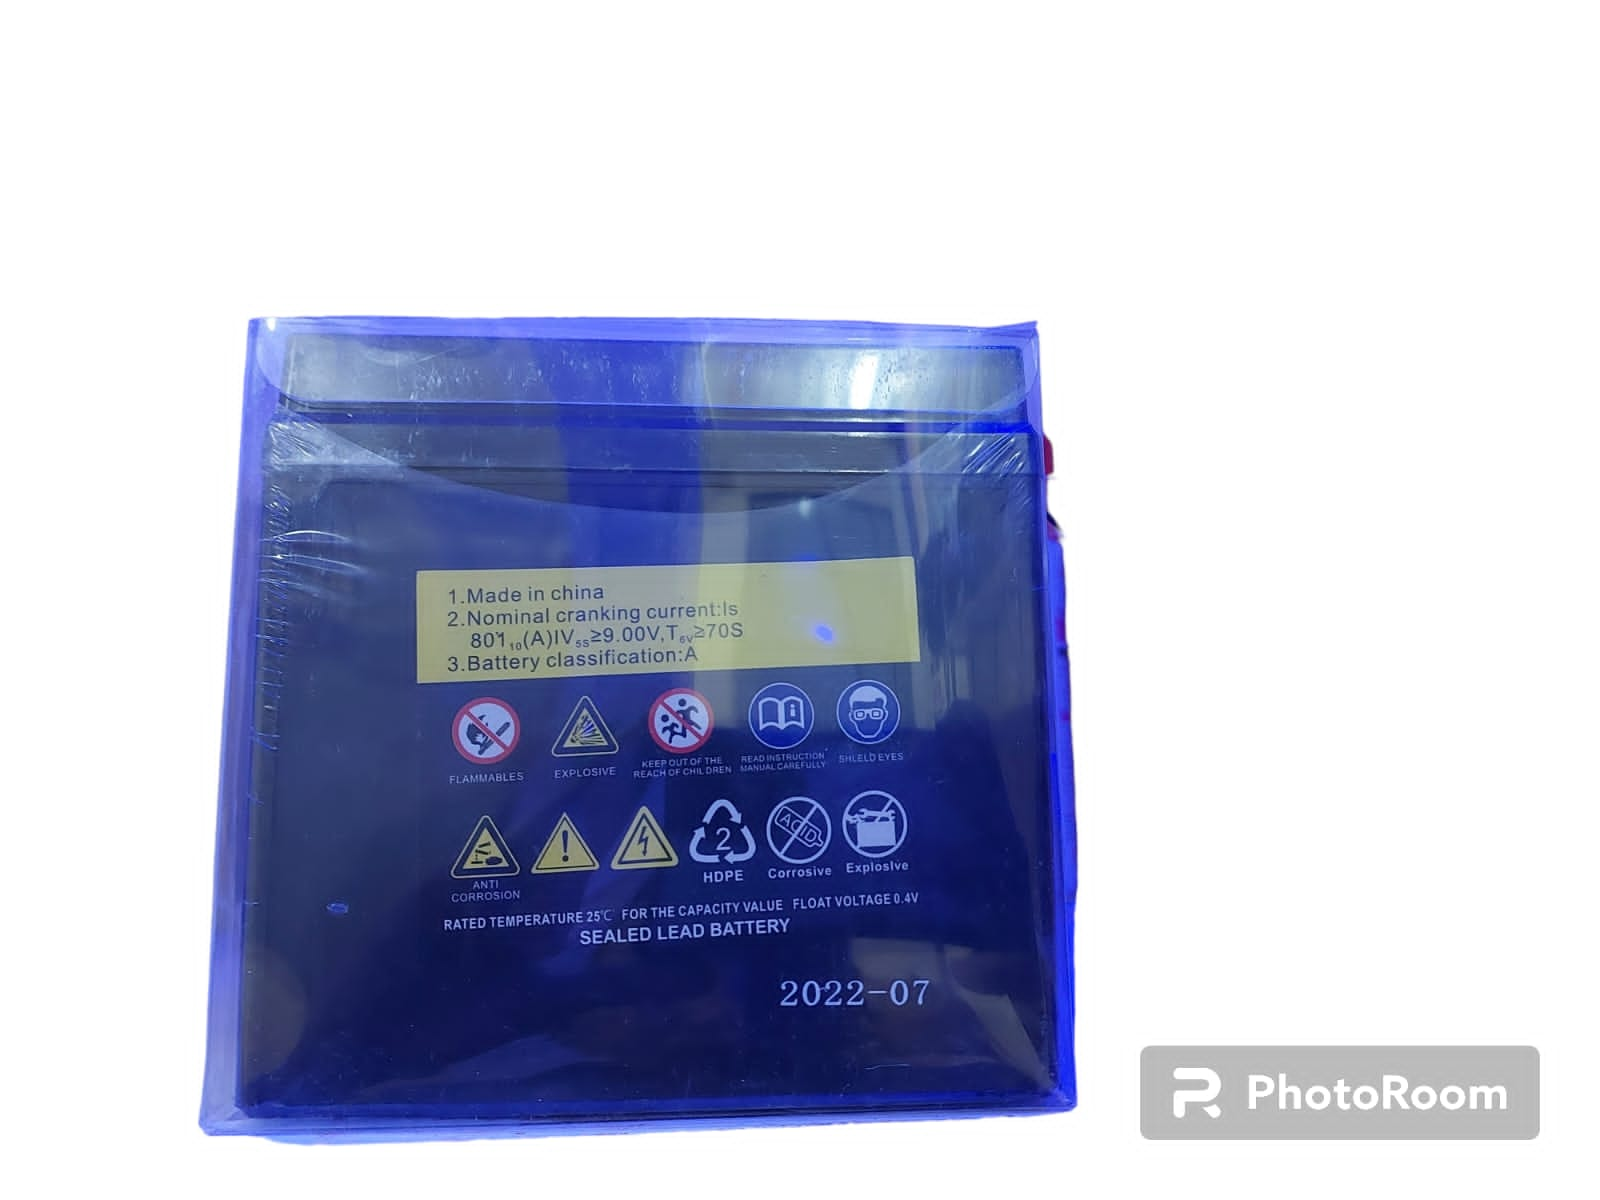 1.Made in china
2.Nominal cranking current:Is
801₁₀(A)IV₅ₛ≥9.00V,T₆ᵥ≥70S
3.Battery classification:A
FLAMMABLES
EXPLOSIVE
KEEP OUT OF THE
REACH OF CHILDREN
READ INSTRUCTION
MANUAL CAREFULLY
SHLELD EYES
ANTI
CORROSION
2
HDPE
ACID
Corrosive
Explosive
RATED TEMPERATURE 25℃ FOR THE CAPACITY VALUE FLOAT VOLTAGE 0.4V
SEALED LEAD BATTERY
2022-07
PhotoRoom